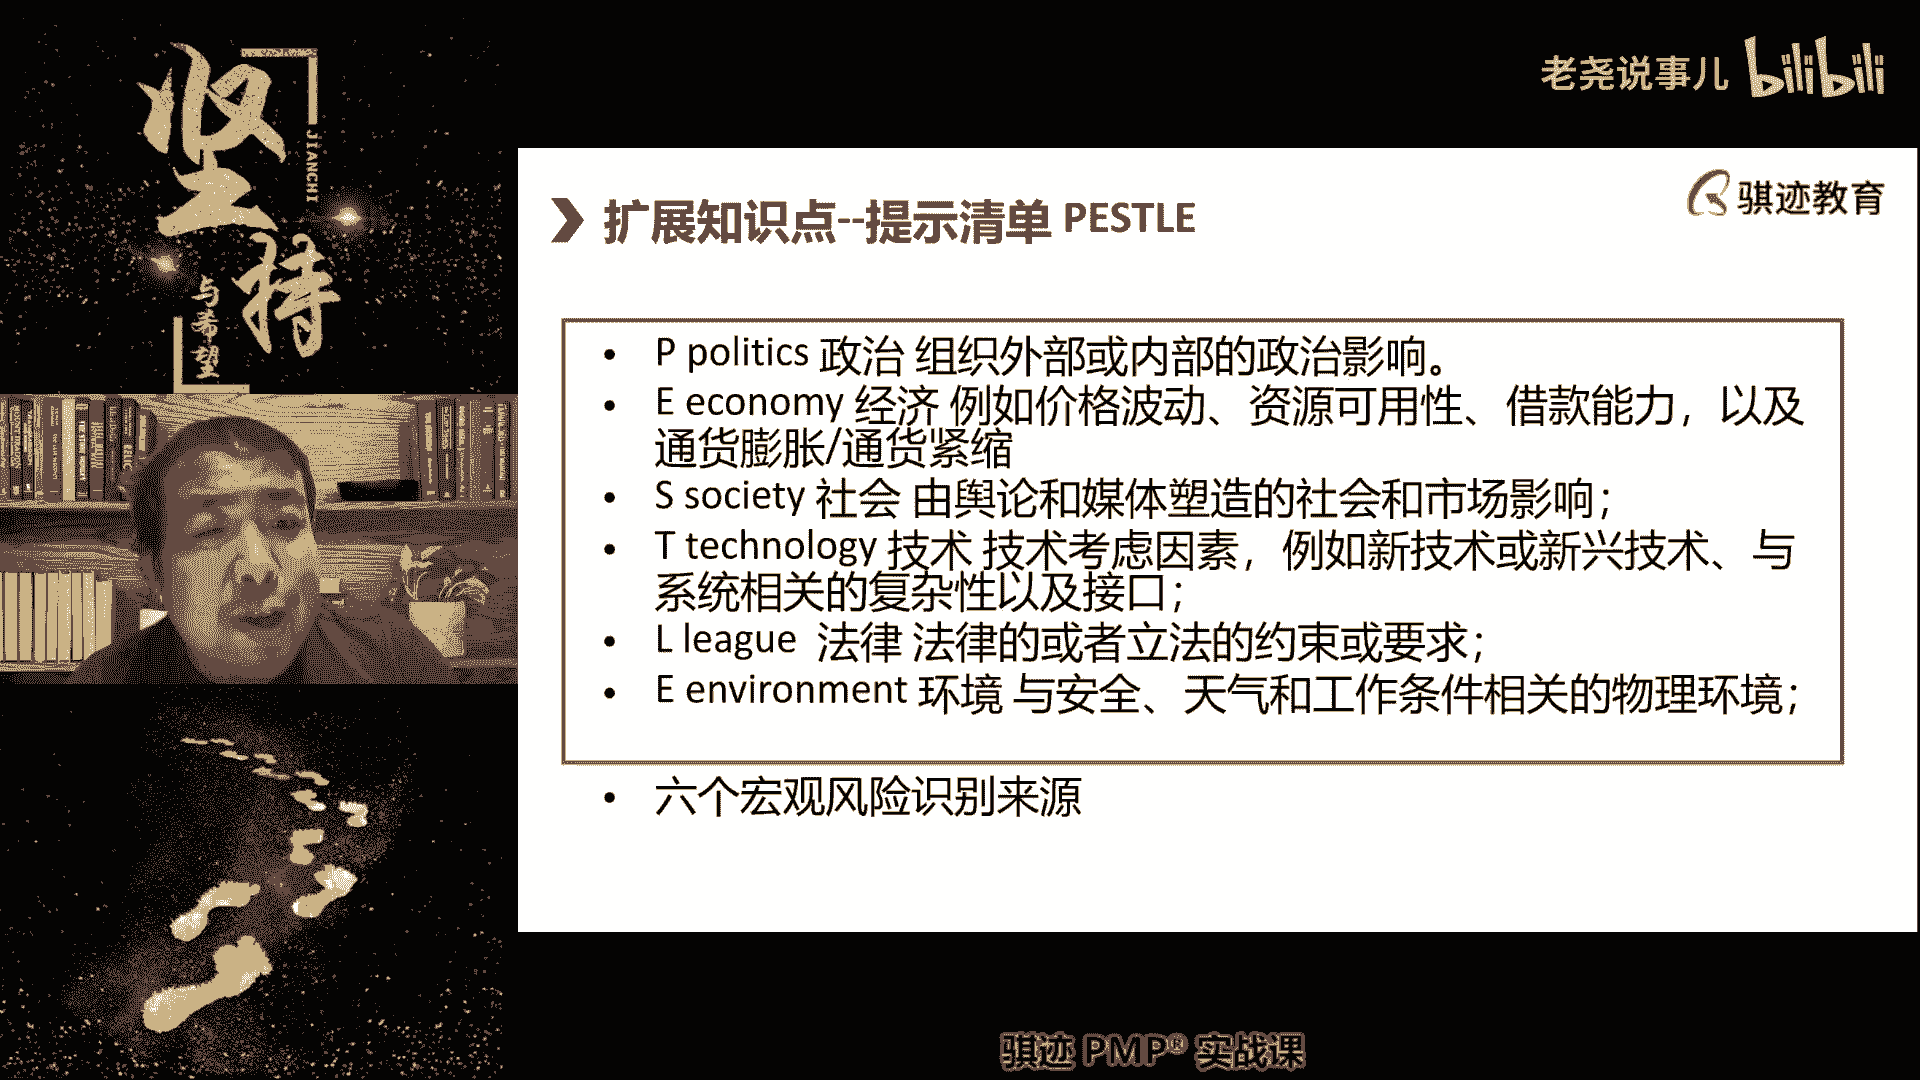 坚持
JIANCHI
与希望
老尧说事儿 bilibili
骐迹教育
扩展知识点--提示清单 PESTLE
• P politics 政治 组织外部或内部的政治影响。
• E economy 经济 例如价格波动、资源可用性、借款能力，以及
通货膨胀/通货紧缩
• S society 社会 由舆论和媒体塑造的社会和市场影响；
• T technology 技术 技术考虑因素，例如新技术或新兴技术、与
系统相关的复杂性以及接口；
• L league 法律 法律的或者立法的约束或要求；
• E environment 环境 与安全、天气和工作条件相关的物理环境；
• 六个宏观风险识别来源
骐迹 PMP® 实战课